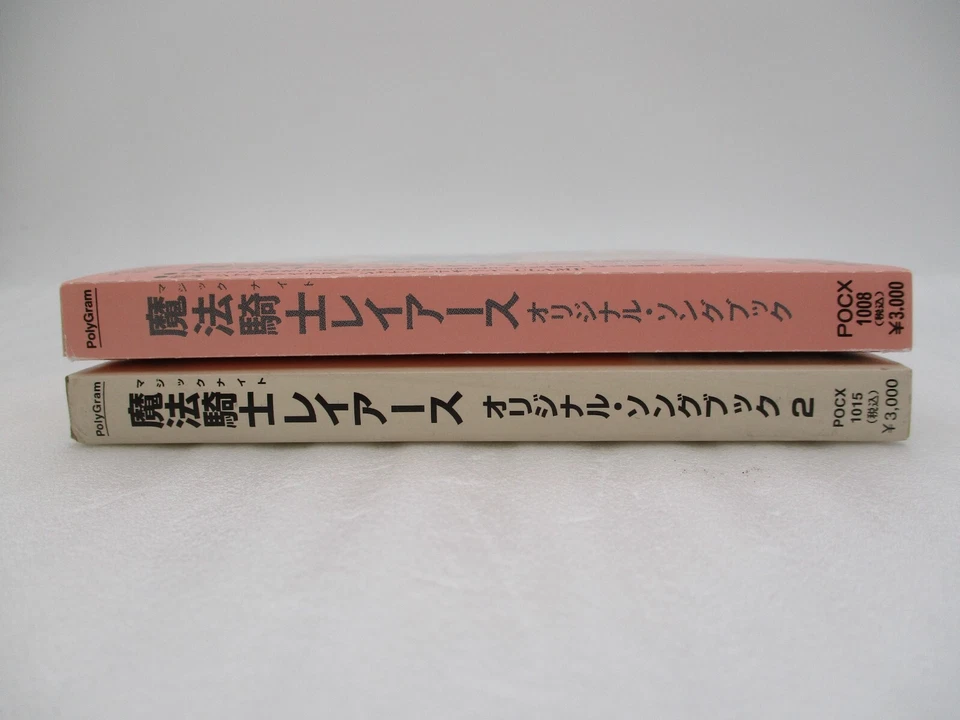 PolyGram
マジックナイト
魔法騎士レイアース オリジナル・ソングブック
POCX
1008
(税込)
¥3,000
PolyGram
マジックナイト
魔法騎士レイアース オリジナル・ソングブック 2
POCX
1015
(税込)
¥3,000